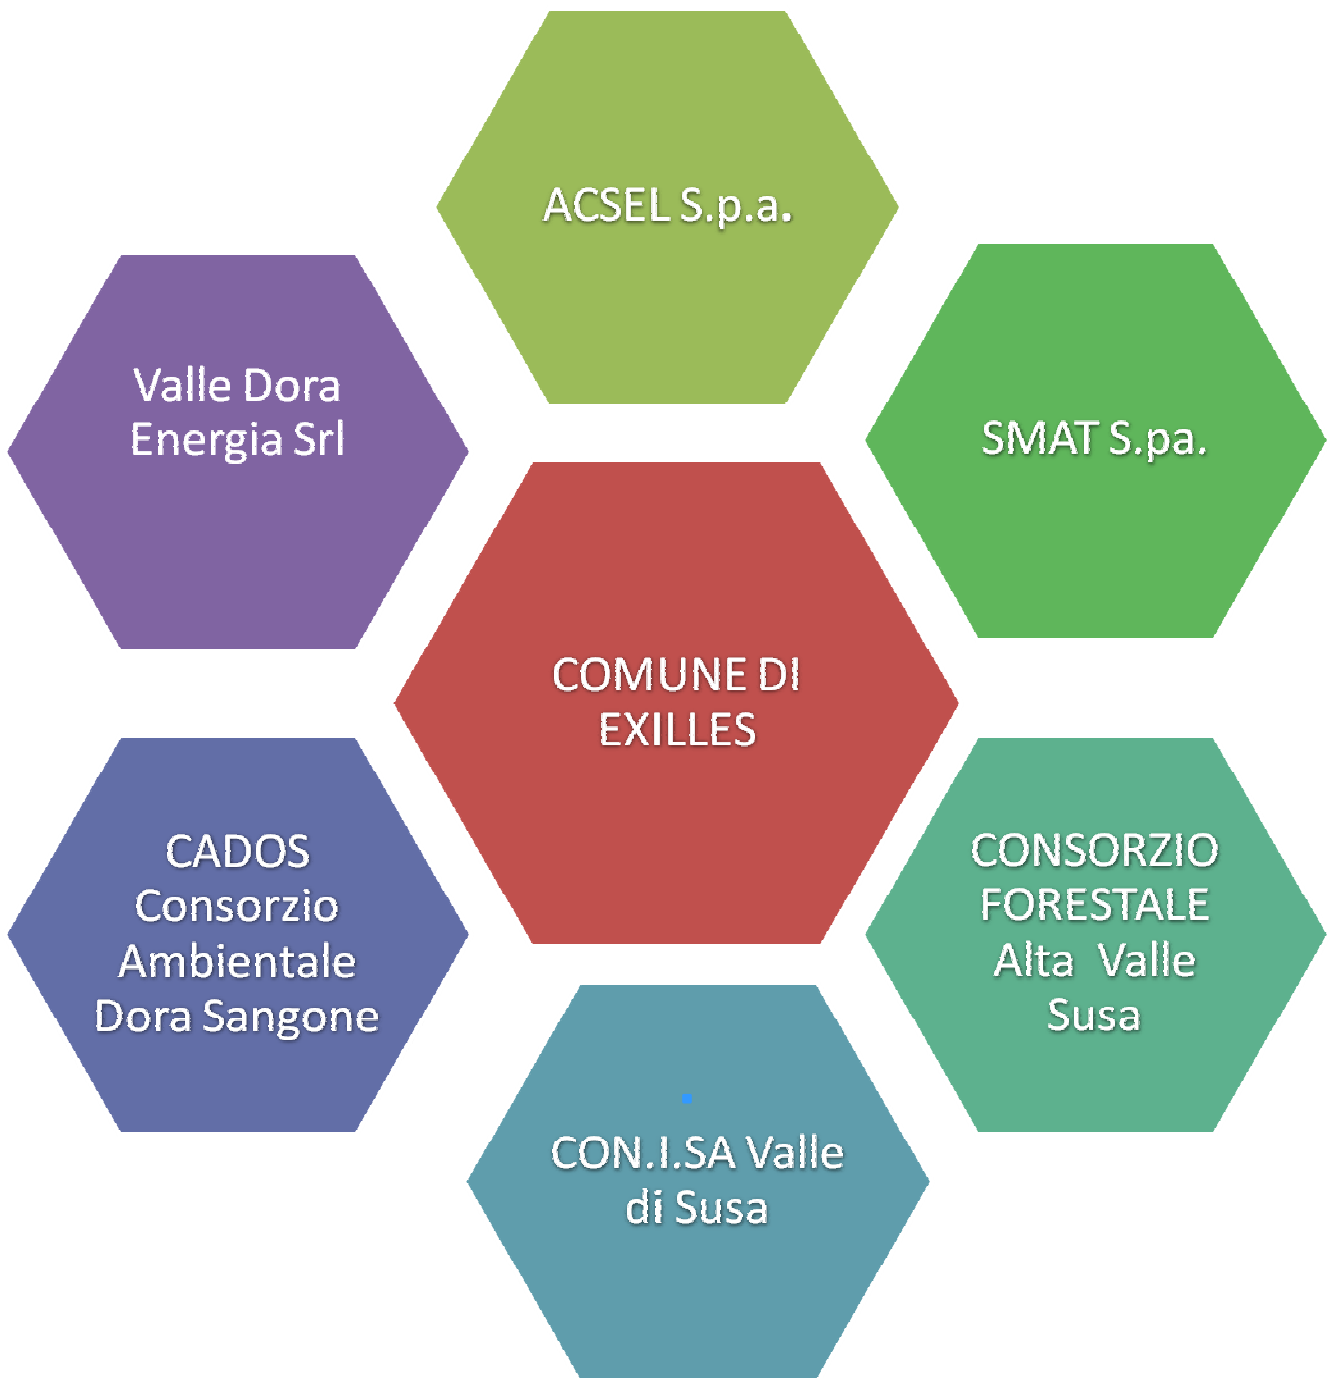 ACSEL S.p.a.
Valle Dora
Energia Srl
SMAT S.pa.
COMUNE DI
EXILLES
CADOS
Consorzio
Ambientale
Dora Sangone
CONSORZIO
FORESTALE
Alta  Valle
Susa
CON.I.SA Valle
di Susa